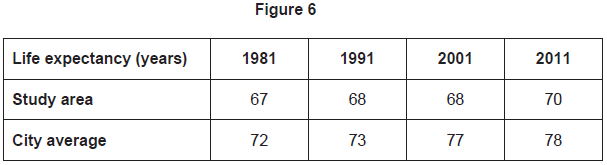 Figure 6
Life expectancy (years) 1981 1991 2001 2011
Study area 67 68 68 70
City average 72 73 77 78